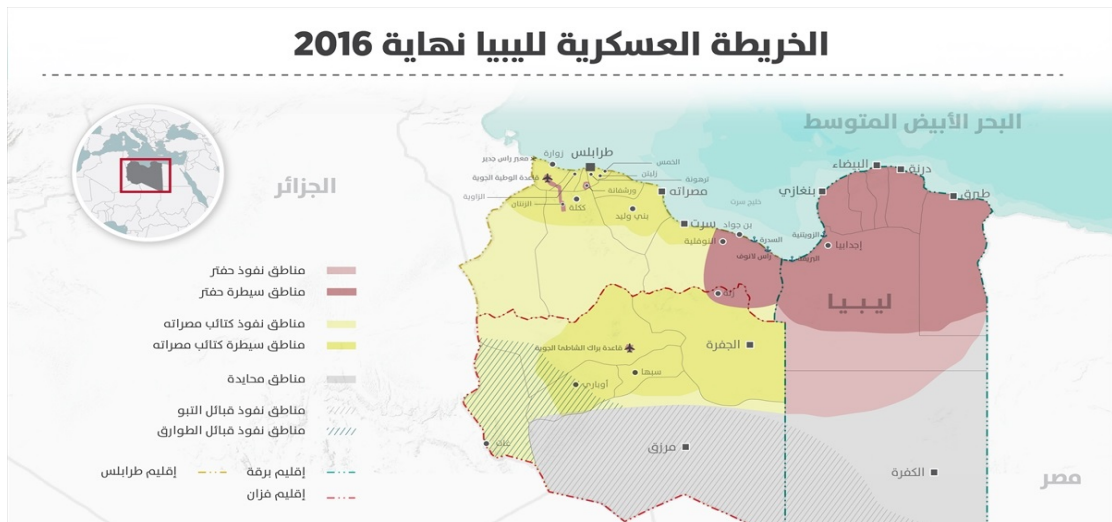 الخريطة العسكرية لليبيا نهاية 2016
البحر الأبيض المتوسط
الجزائر
ليبيا
مصر
خليج سرت
معبر راس جدير
زوارة
طرابلس
الخمس
زليتن
ترهونة
قاعدة الوطية الجوية
ورشفانة
الزاوية
الزنتان
ككلة
بني وليد
مصراته
سرت
بن جواد
النوفلية
السدرة
راس لانوف
البريقة
الزويتينة
إجدابيا
بنغازي
البيضاء
درنة
طبرق
زلة
الجفرة
قاعدة براك الشاطئ الجوية
سبها
أوباري
غات
مرزق
الكفرة
مناطق نفوذ حفتر
مناطق سيطرة حفتر
مناطق نفوذ كتائب مصراته
مناطق سيطرة كتائب مصراته
مناطق محايدة
مناطق نفوذ قبائل التبو
مناطق نفوذ قبائل الطوارق
إقليم برقة
إقليم طرابلس
إقليم فزان